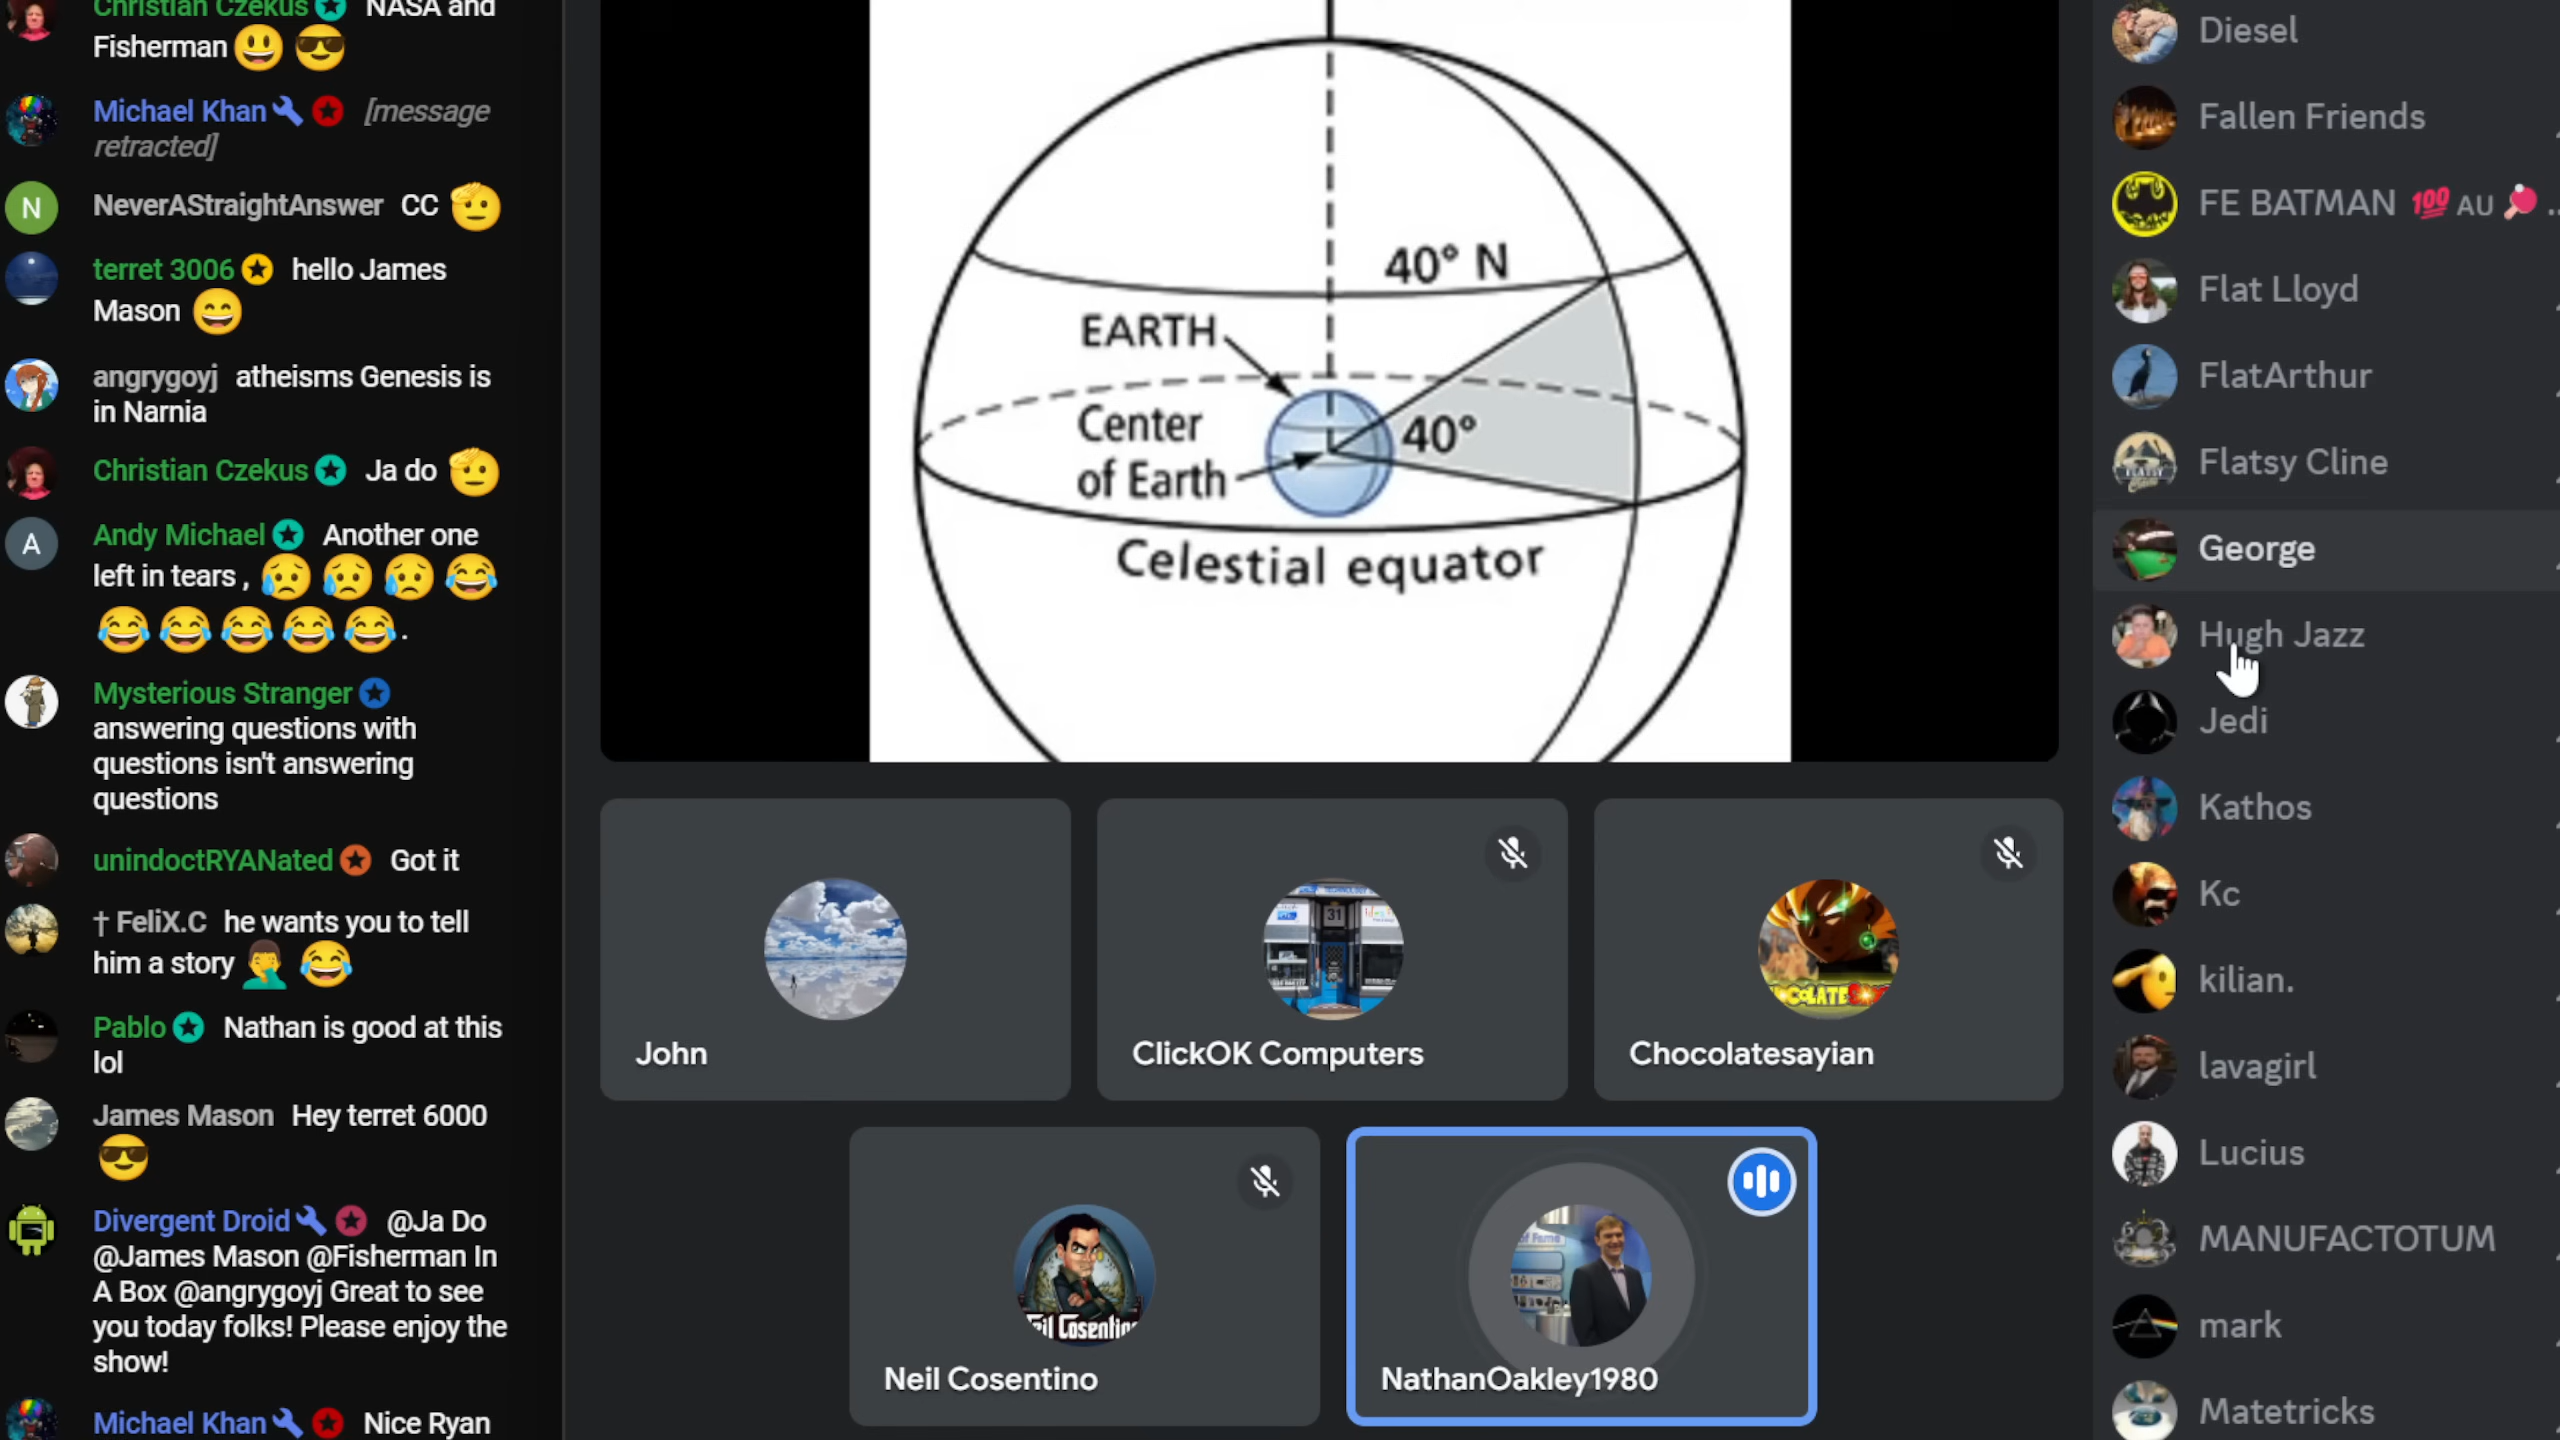 Christian Czekus NASA and
Fisherman 😃 😎
Michael Khan [message
retracted]
N
NeverAStraightAnswer CC 🫡
terret 3006 hello James
Mason 😄
angrygoyj atheisms Genesis is
in Narnia
Christian Czekus Ja do 🫡
A
Andy Michael Another one
left in tears , 😥 😥 😥 😂
😂 😂 😂 😂 😂 .
Mysterious Stranger
answering questions with
questions isn't answering
questions
unindoctRYANated Got it
† FeliX.C he wants you to tell
him a story 🤦‍♂️ 😂
Pablo Nathan is good at this
lol
James Mason Hey terret 6000
😎
Divergent Droid @Ja Do
@James Mason @Fisherman In
A Box @angrygoyj Great to see
you today folks! Please enjoy the
show!
Michael Khan Nice Ryan
40° N
EARTH
Center
of Earth
40°
Celestial equator
31
John
ClickOK Computers
Chocolatesayian
Neil Cosentino
NathanOakley1980
Diesel
Fallen Friends
FE BATMAN 💯 AU 🏓 ...
Flat Lloyd
FlatArthur
Flatsy Cline
George
Hugh Jazz
Jedi
Kathos
Kc
kilian.
lavagirl
Lucius
MANUFACTOTUM
mark
Matetricks